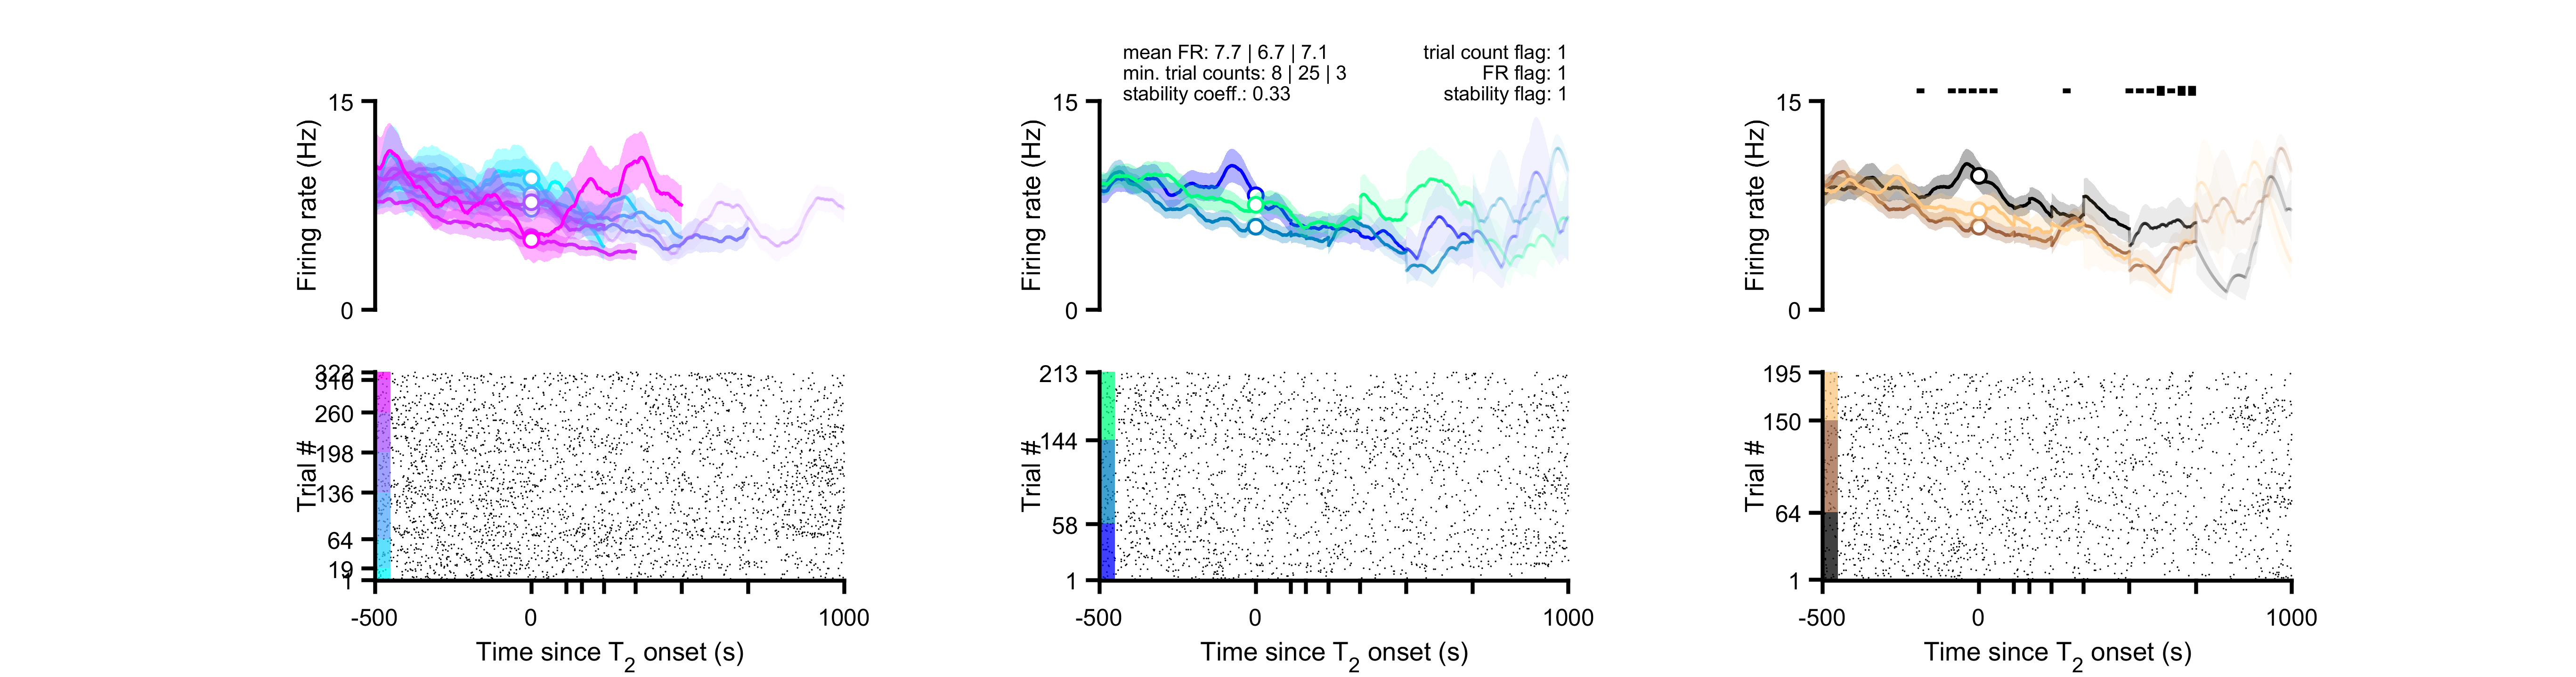 mean FR: 7.7 | 6.7 | 7.1
min. trial counts: 8 | 25 | 3
stability coeff.: 0.33
trial count flag: 1
FR flag: 1
stability flag: 1
15
Firing rate (Hz)
0
15
Firing rate (Hz)
0
15
Firing rate (Hz)
0
322
260
198
136
64
19
1
Trial #
-500
0
1000
Time since T2 onset (s)
213
144
58
1
Trial #
-500
0
1000
Time since T2 onset (s)
195
150
64
1
Trial #
-500
0
1000
Time since T2 onset (s)